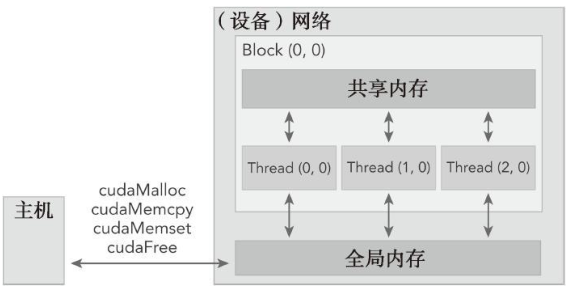 （设备）网络
Block (0, 0)
共享内存
Thread (0, 0)
Thread (1, 0)
Thread (2, 0)
主机
cudaMalloc
cudaMemcpy
cudaMemset
cudaFree
全局内存